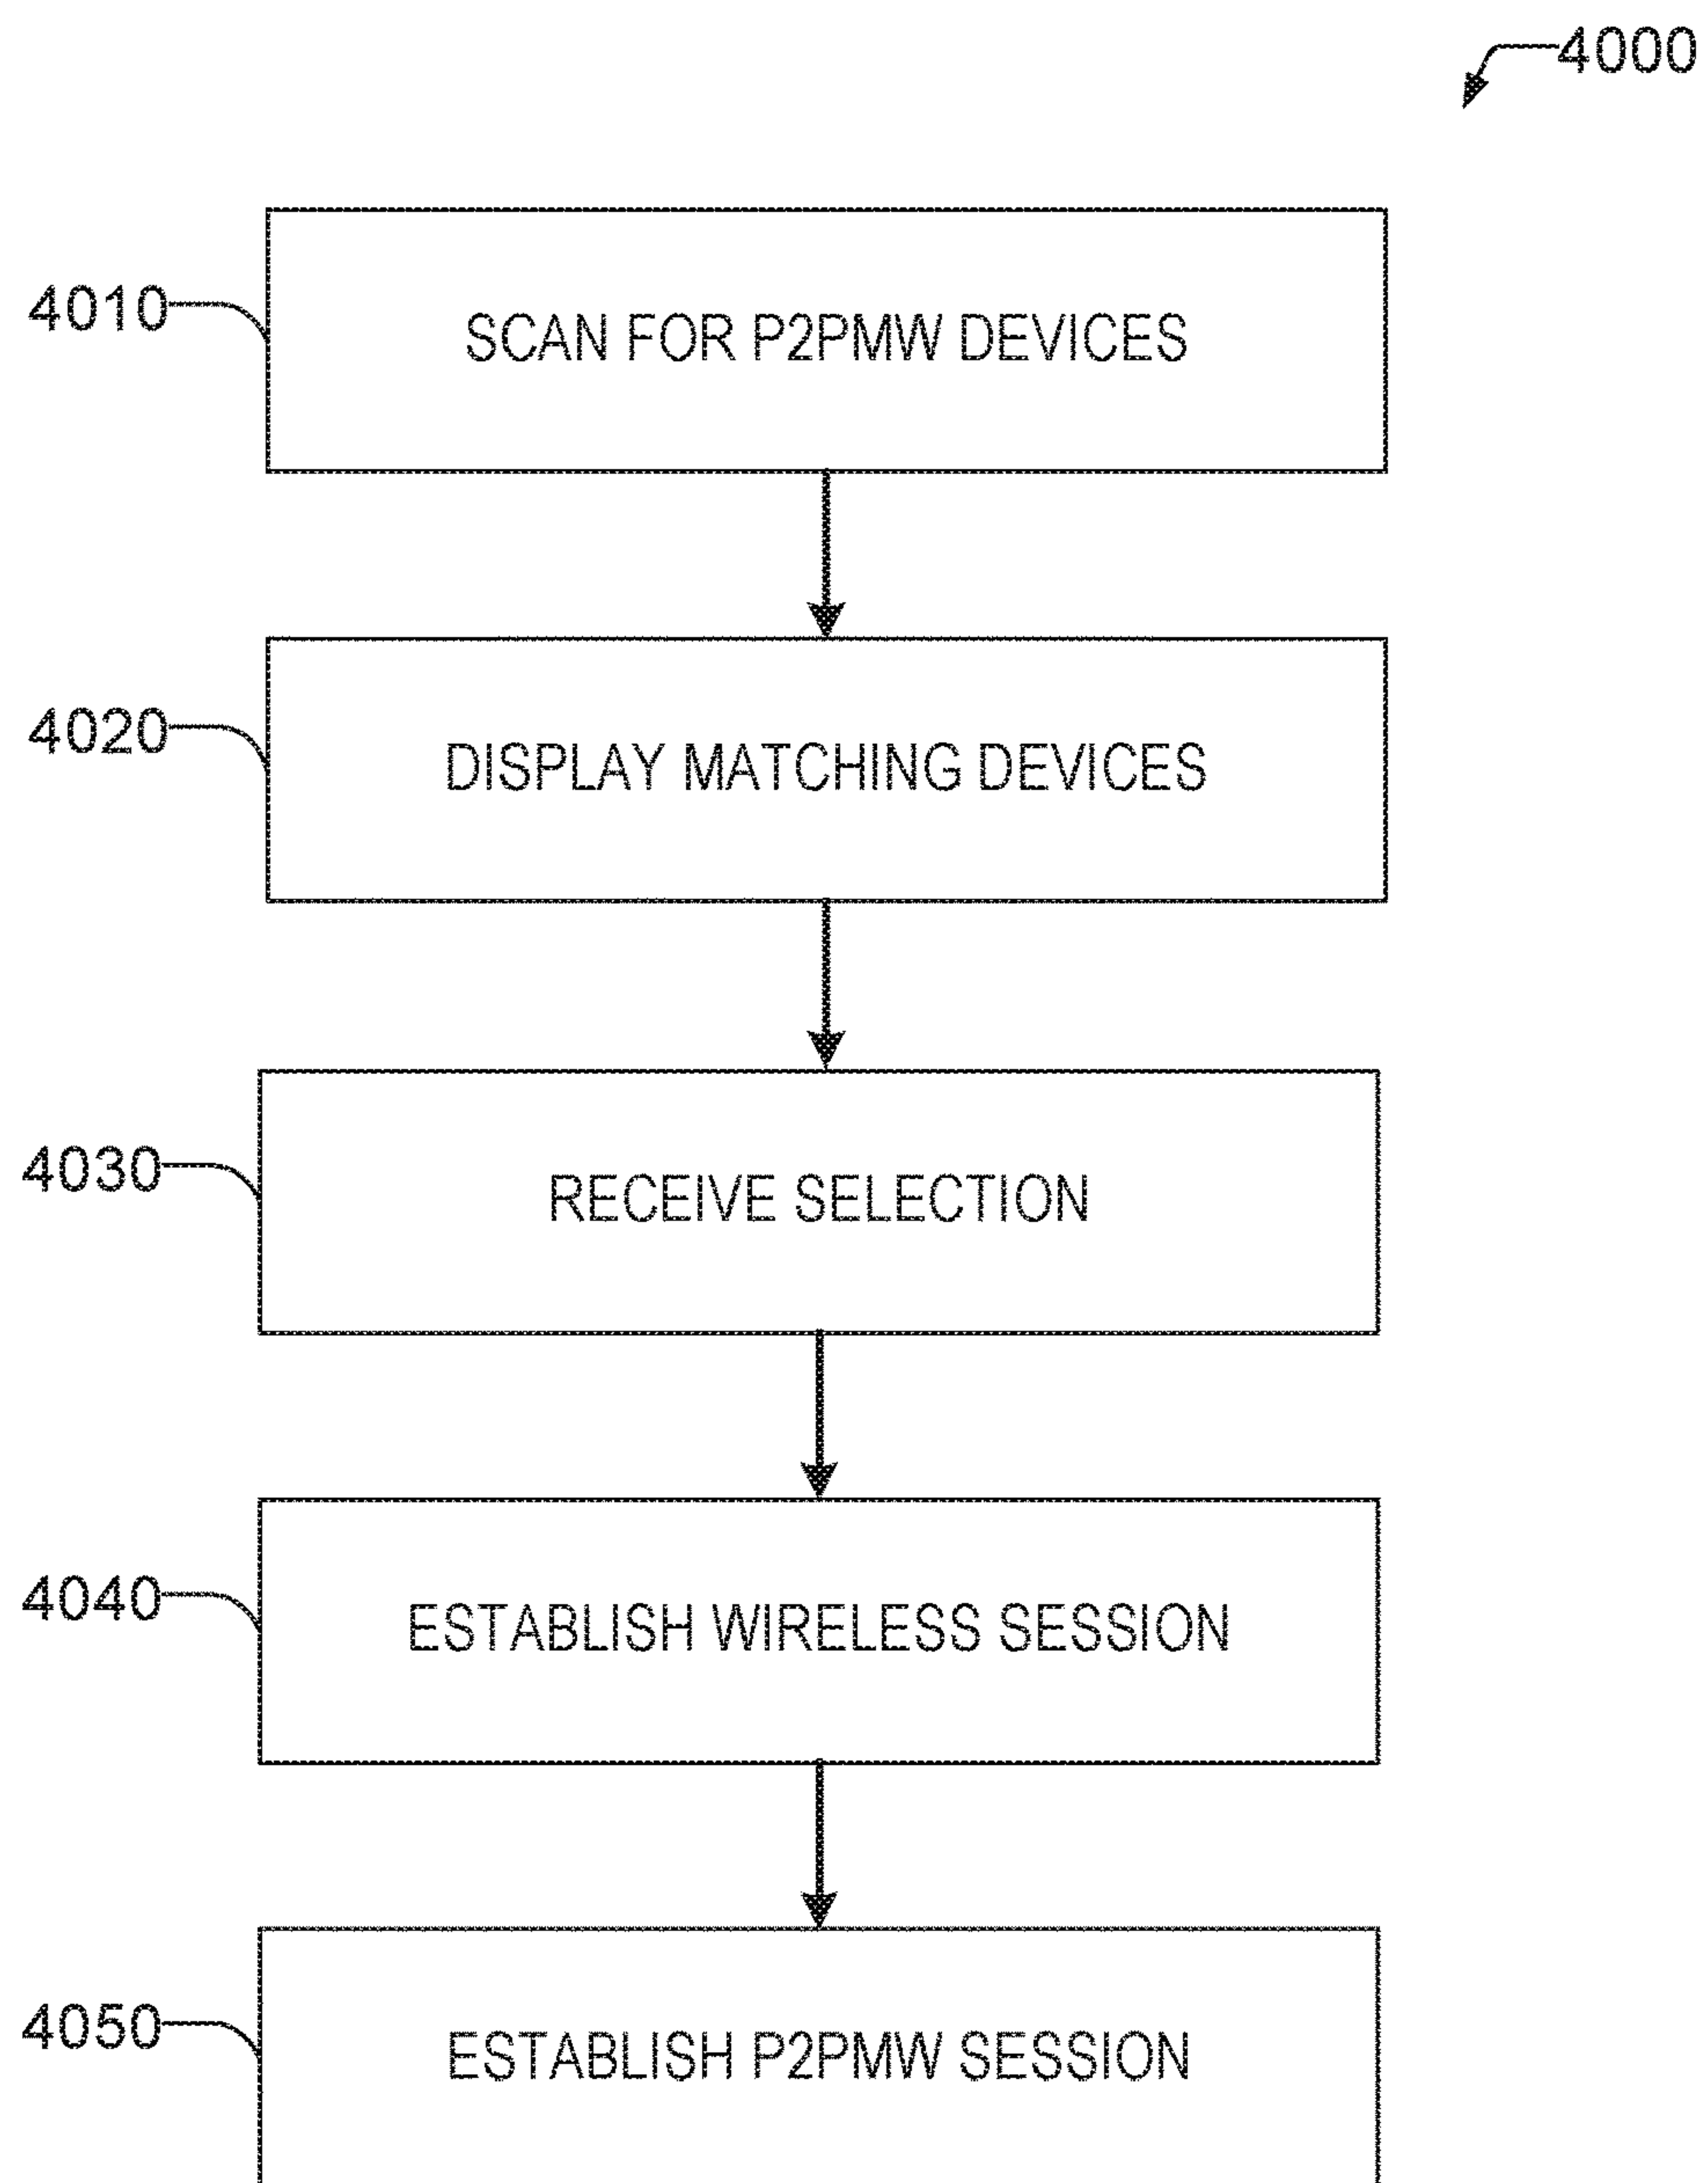 4000
4010
SCAN FOR P2PMW DEVICES
4020
DISPLAY MATCHING DEVICES
4030
RECEIVE SELECTION
4040
ESTABLISH WIRELESS SESSION
4050
ESTABLISH P2PMW SESSION